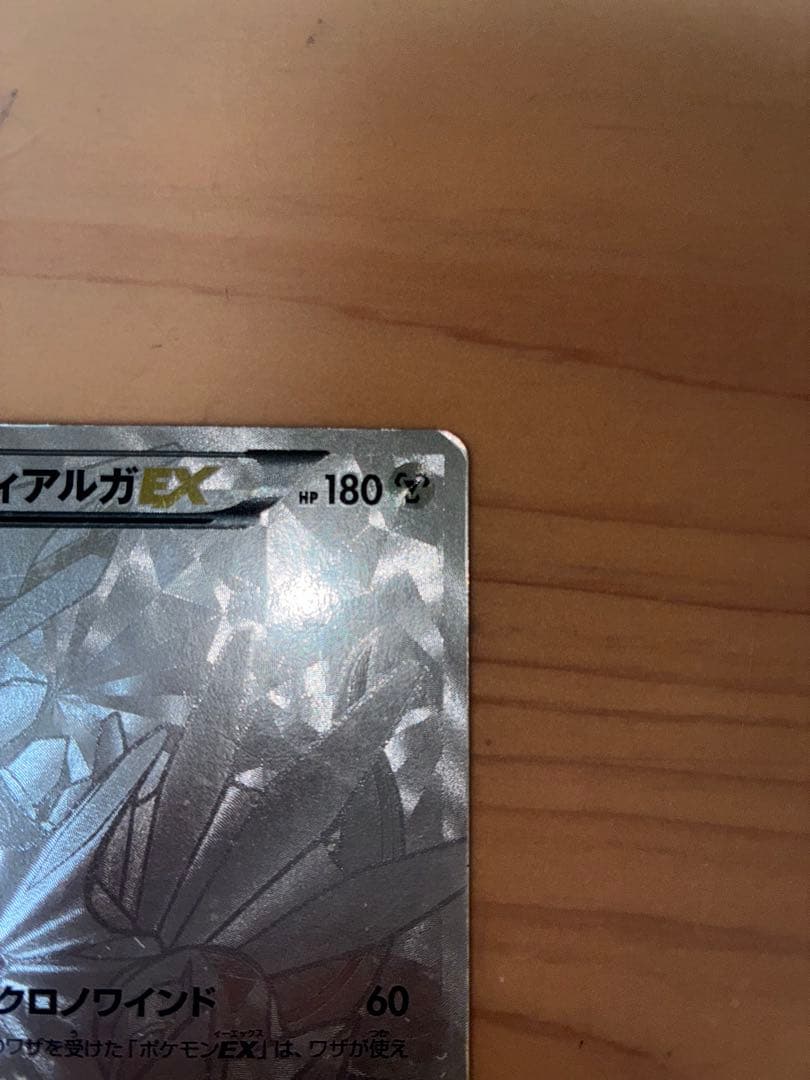 ィアルガEX HP 180
クロノワインド 60
のワザを受けた「ポケモンEX」は、ワザが使え